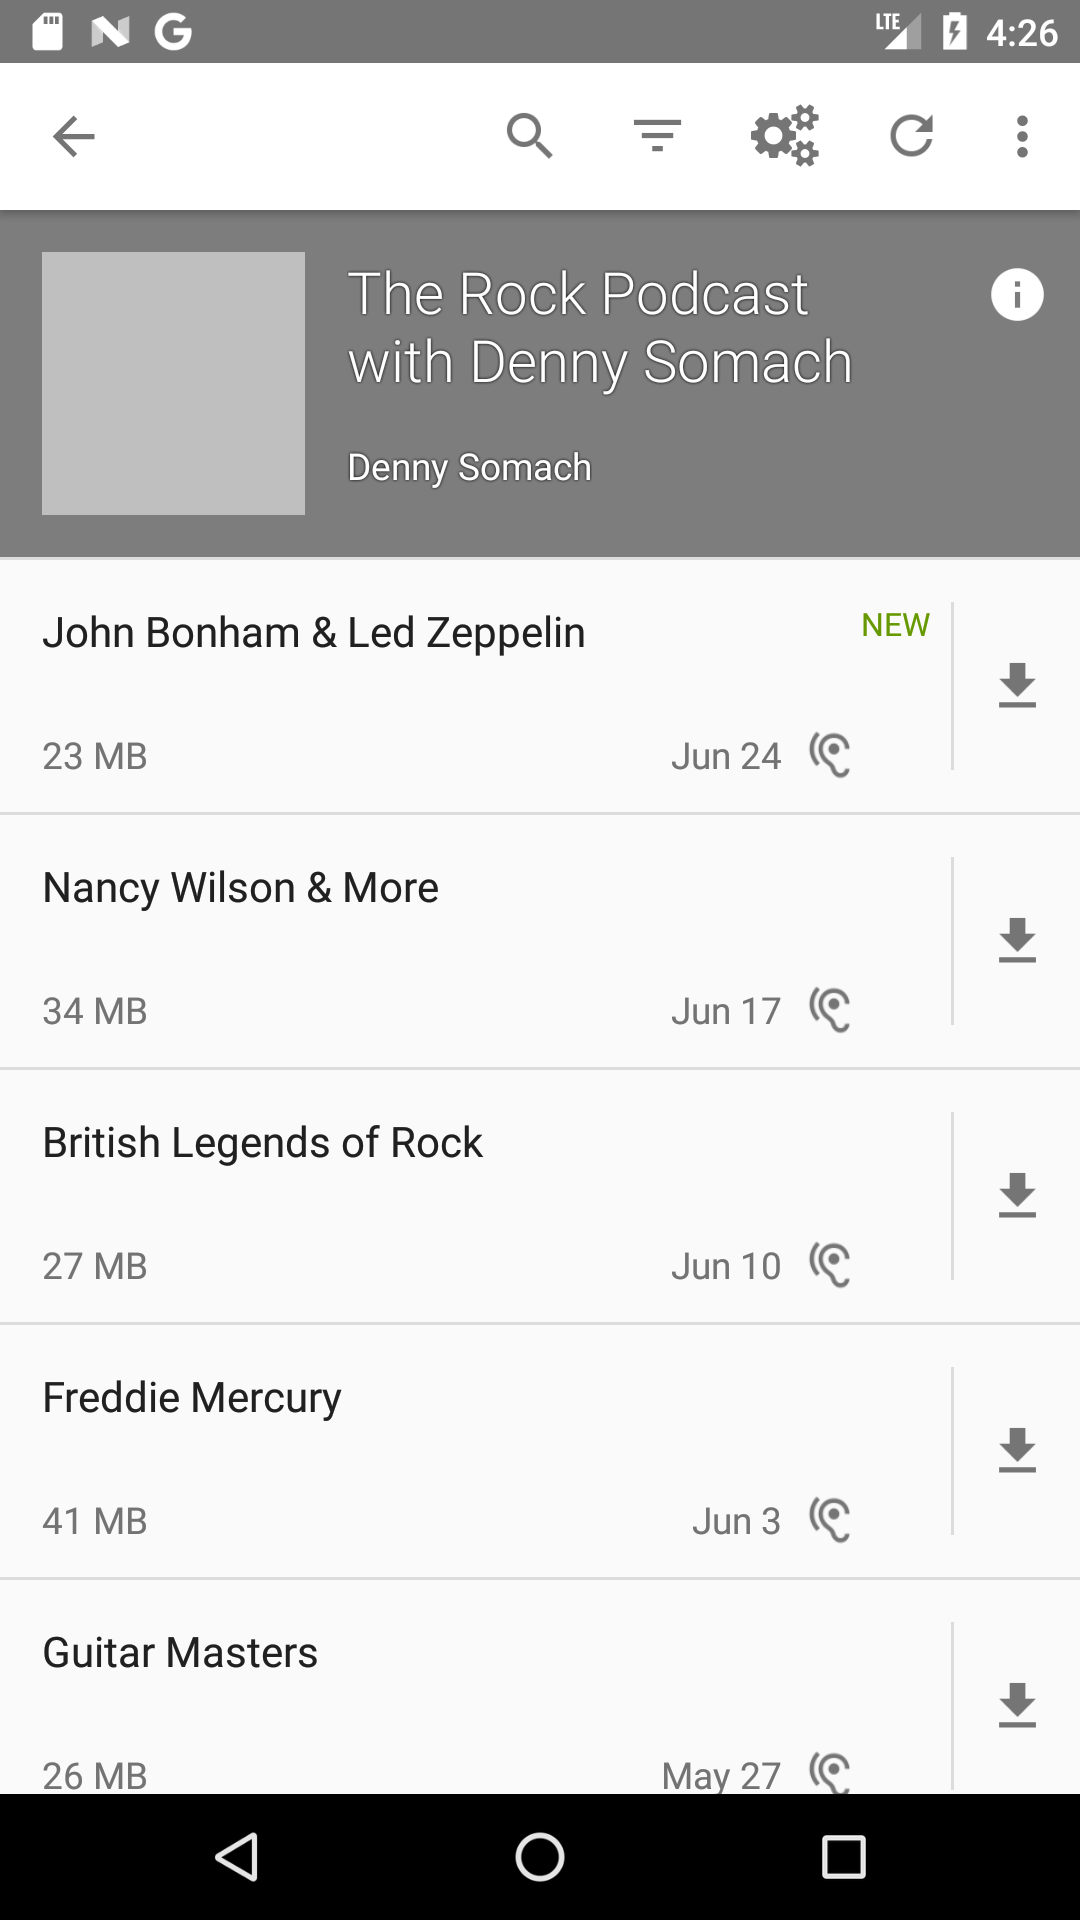 LTE 4:26
The Rock Podcast
with Denny Somach
Denny Somach
John Bonham & Led Zeppelin
NEW
23 MB
Jun 24
Nancy Wilson & More
34 MB
Jun 17
British Legends of Rock
27 MB
Jun 10
Freddie Mercury
41 MB
Jun 3
Guitar Masters
26 MB
May 27